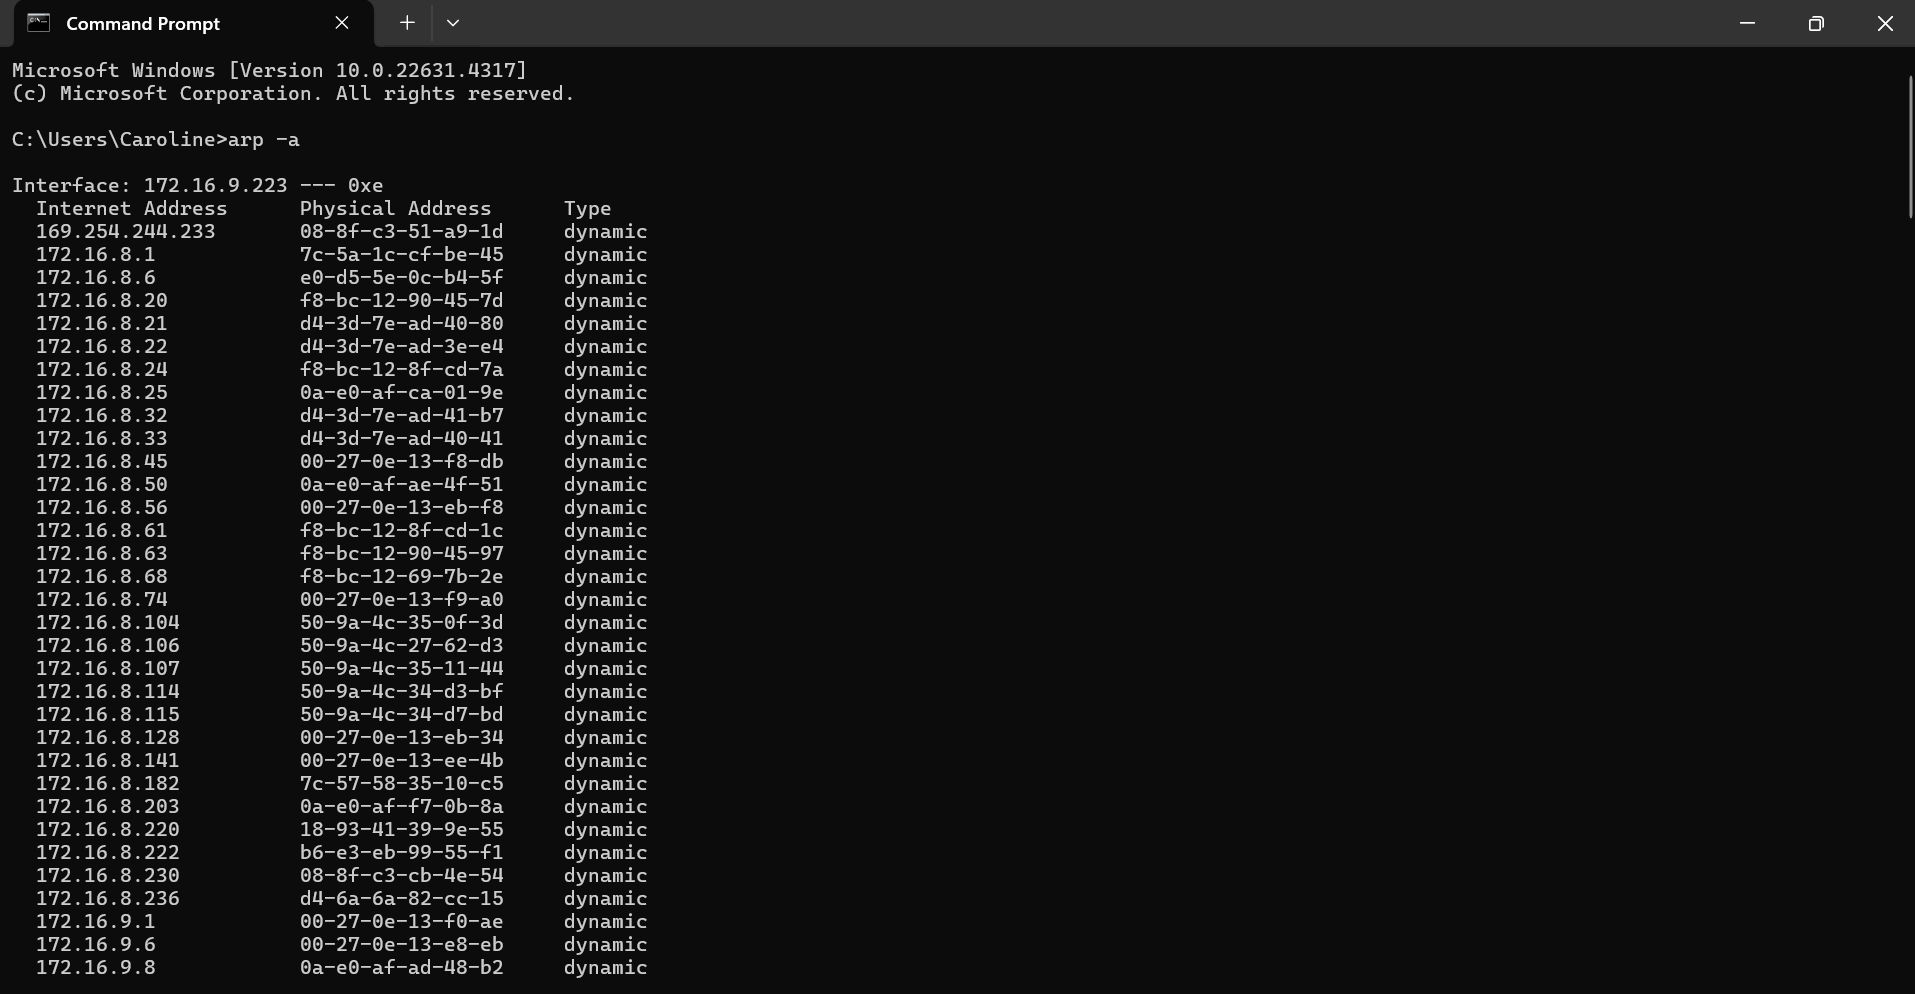 Command Prompt
Microsoft Windows [Version 10.0.22631.4317]
(c) Microsoft Corporation. All rights reserved.
C:\Users\Caroline>arp -a
Interface: 172.16.9.223 --- 0xe
Internet Address Physical Address Type
169.254.244.233 08-8f-c3-51-a9-1d dynamic
172.16.8.1 7c-5a-1c-cf-be-45 dynamic
172.16.8.6 e0-d5-5e-0c-b4-5f dynamic
172.16.8.20 f8-bc-12-90-45-7d dynamic
172.16.8.21 d4-3d-7e-ad-40-80 dynamic
172.16.8.22 d4-3d-7e-ad-3e-e4 dynamic
172.16.8.24 f8-bc-12-8f-cd-7a dynamic
172.16.8.25 0a-e0-af-ca-01-9e dynamic
172.16.8.32 d4-3d-7e-ad-41-b7 dynamic
172.16.8.33 d4-3d-7e-ad-40-41 dynamic
172.16.8.45 00-27-0e-13-f8-db dynamic
172.16.8.50 0a-e0-af-ae-4f-51 dynamic
172.16.8.56 00-27-0e-13-eb-f8 dynamic
172.16.8.61 f8-bc-12-8f-cd-1c dynamic
172.16.8.63 f8-bc-12-90-45-97 dynamic
172.16.8.68 f8-bc-12-69-7b-2e dynamic
172.16.8.74 00-27-0e-13-f9-a0 dynamic
172.16.8.104 50-9a-4c-35-0f-3d dynamic
172.16.8.106 50-9a-4c-27-62-d3 dynamic
172.16.8.107 50-9a-4c-35-11-44 dynamic
172.16.8.114 50-9a-4c-34-d3-bf dynamic
172.16.8.115 50-9a-4c-34-d7-bd dynamic
172.16.8.128 00-27-0e-13-eb-34 dynamic
172.16.8.141 00-27-0e-13-ee-4b dynamic
172.16.8.182 7c-57-58-35-10-c5 dynamic
172.16.8.203 0a-e0-af-f7-0b-8a dynamic
172.16.8.220 18-93-41-39-9e-55 dynamic
172.16.8.222 b6-e3-eb-99-55-f1 dynamic
172.16.8.230 08-8f-c3-cb-4e-54 dynamic
172.16.8.236 d4-6a-6a-82-cc-15 dynamic
172.16.9.1 00-27-0e-13-f0-ae dynamic
172.16.9.6 00-27-0e-13-e8-eb dynamic
172.16.9.8 0a-e0-af-ad-48-b2 dynamic